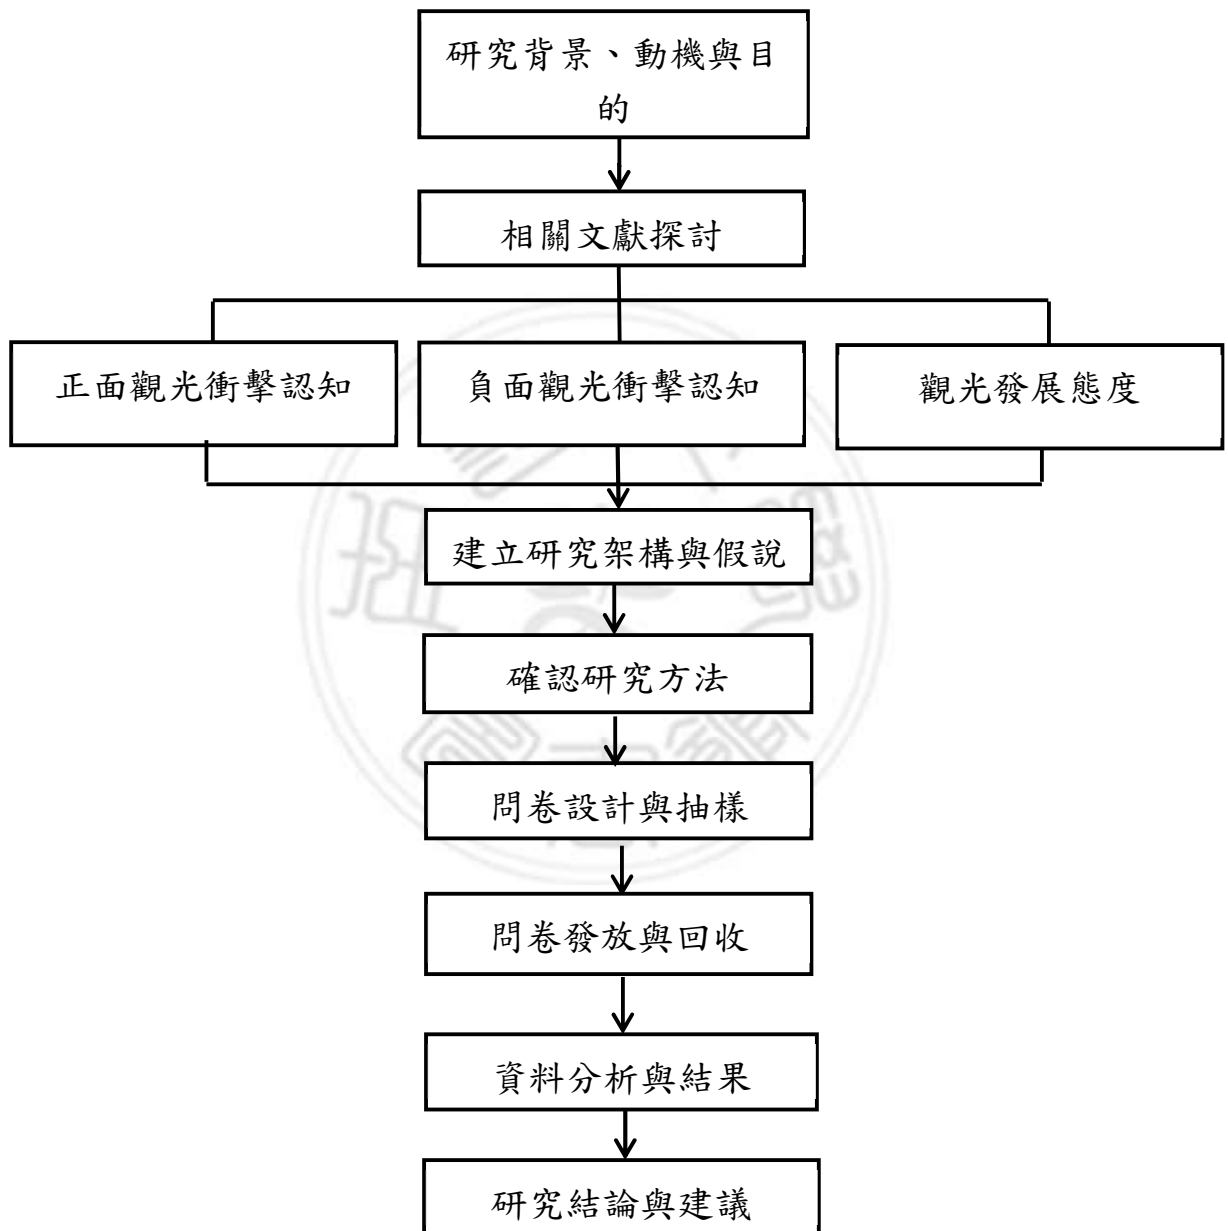 研究背景、動機與目
的
相關文獻探討
正面觀光衝擊認知
負面觀光衝擊認知
觀光發展態度
建立研究架構與假說
確認研究方法
問卷設計與抽樣
問卷發放與回收
資料分析與結果
研究結論與建議